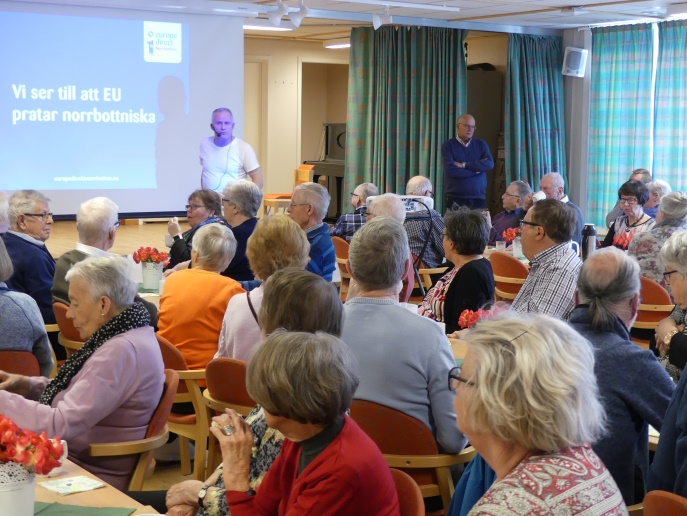 europe
direct
Vi ser till att EU
pratar norrbottniska